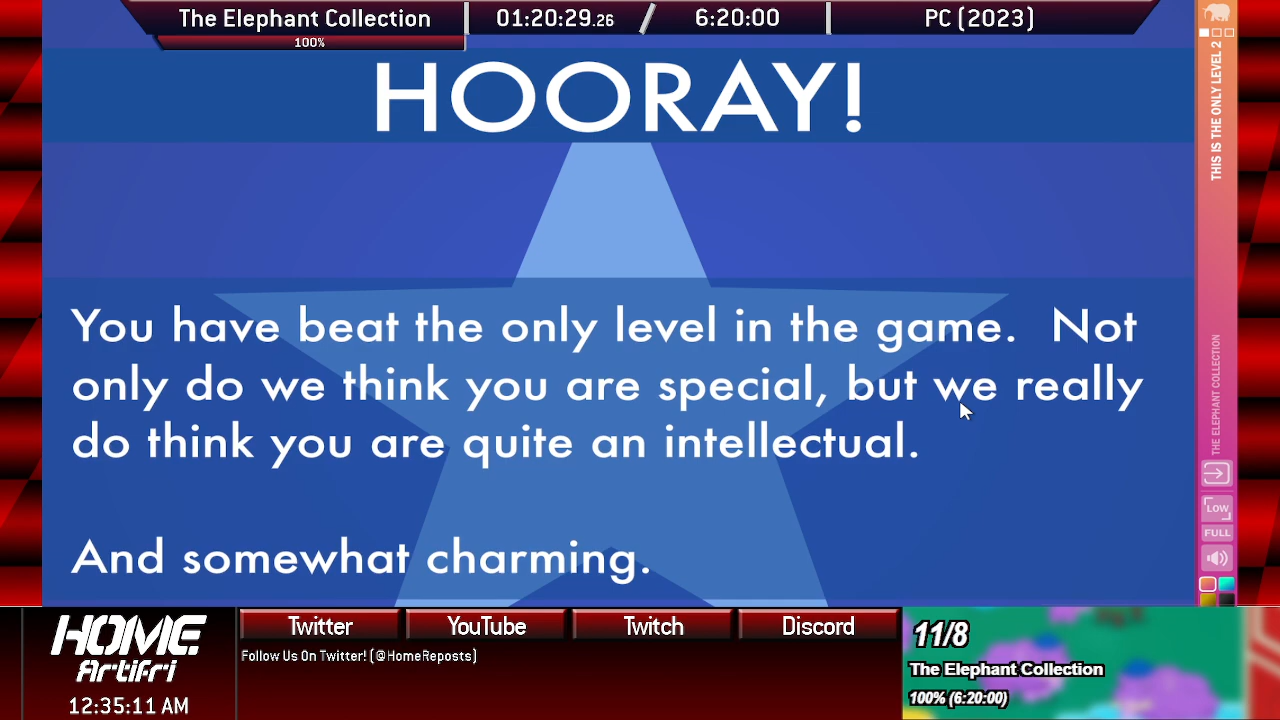 The Elephant Collection
01:20:29.26
6:20:00
PC (2023)
100%
HOORAY!
You have beat the only level in the game.  Not
only do we think you are special, but we really
do think you are quite an intellectual.
And somewhat charming.
THIS IS THE ONLY LEVEL 2
THE ELEPHANT COLLECTION
LOW
FULL
HOME
Artifri
12:35:11 AM
Twitter
YouTube
Twitch
Discord
Follow Us On Twitter! (@HomeReposts)
11/8
The Elephant Collection
100% (6:20:00)